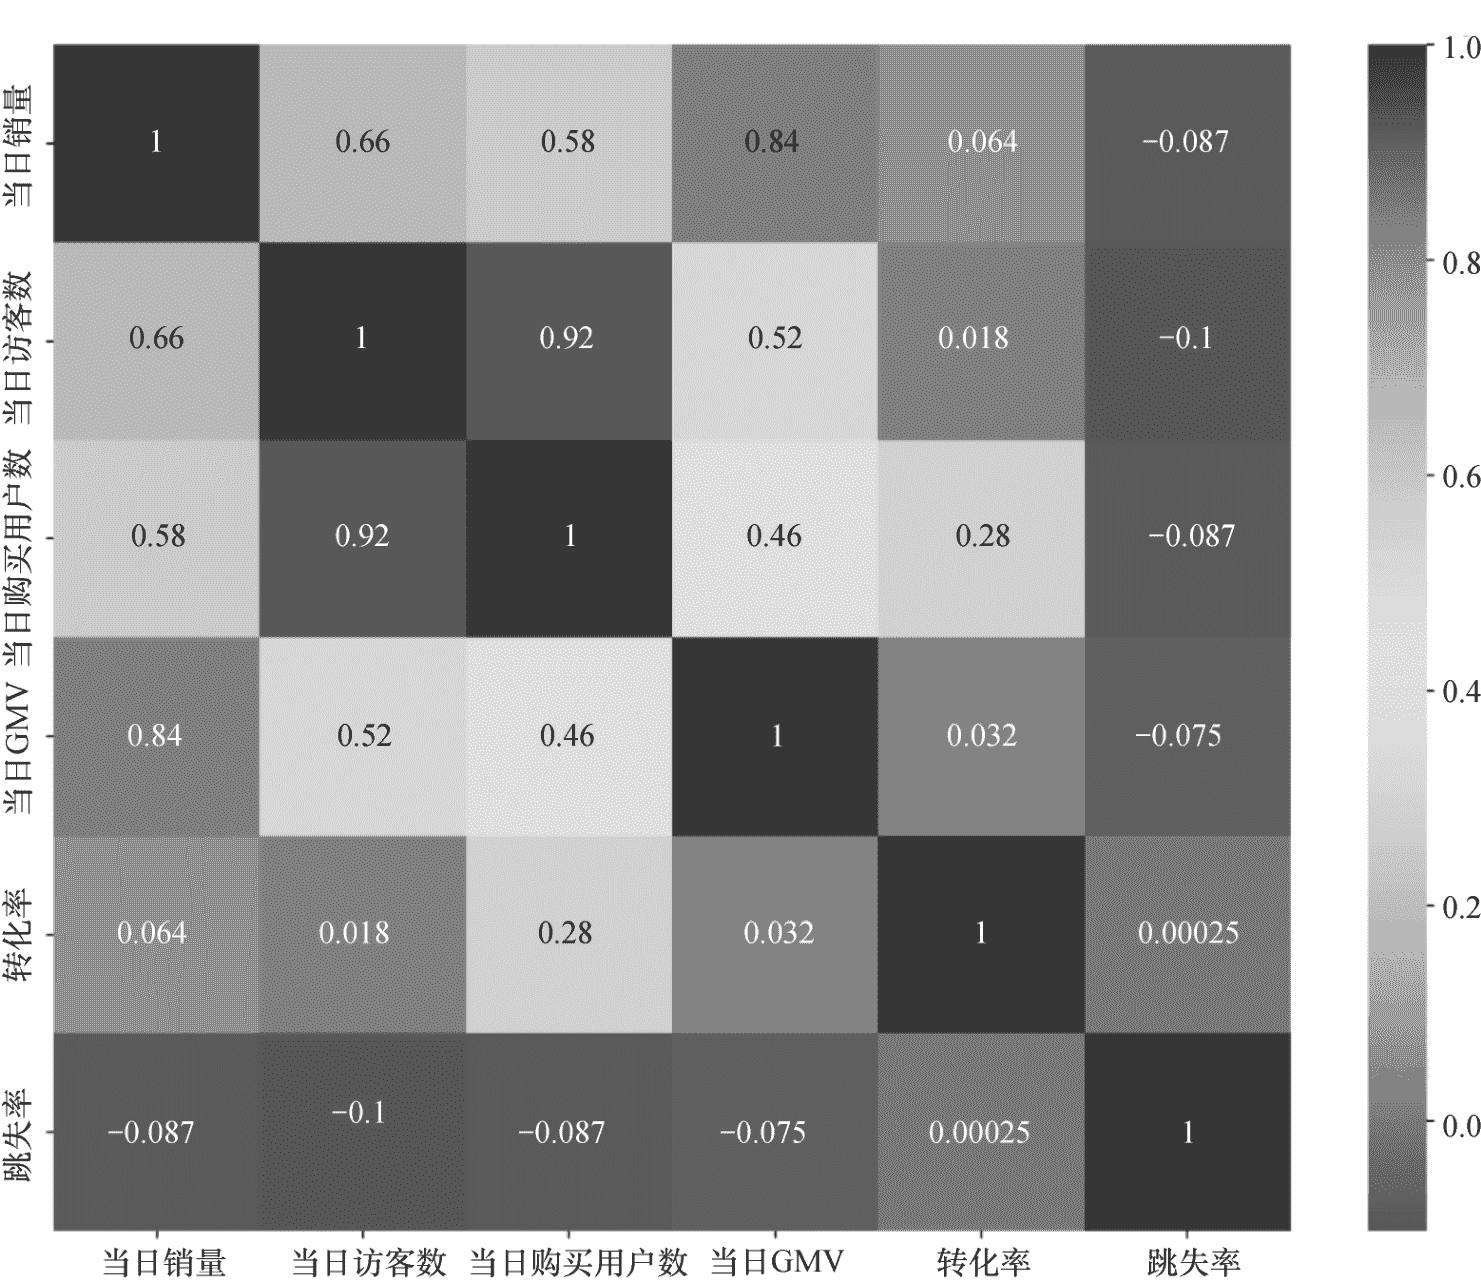 当日销量 1 0.66 0.58 0.84 0.064 −0.087
当日访客数 0.66 1 0.92 0.52 0.018 −0.1
当日购买用户数 0.58 0.92 1 0.46 0.28 −0.087
当日GMV 0.84 0.52 0.46 1 0.032 −0.075
转化率 0.064 0.018 0.28 0.032 1 0.00025
跳失率 −0.087 −0.1 −0.087 −0.075 0.00025 1
当日销量 当日访客数 当日购买用户数 当日GMV 转化率 跳失率
1.0
0.8
0.6
0.4
0.2
0.0